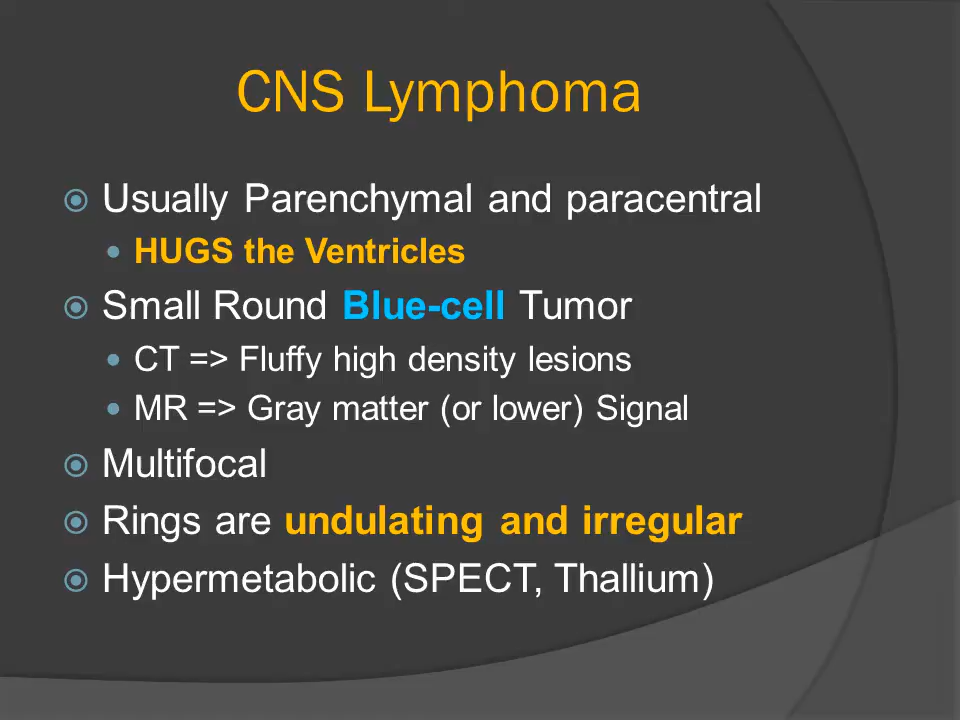 CNS Lymphoma
Usually Parenchymal and paracentral
HUGS the Ventricles
Small Round Blue-cell Tumor
CT => Fluffy high density lesions
MR => Gray matter (or lower) Signal
Multifocal
Rings are undulating and irregular
Hypermetabolic (SPECT, Thallium)